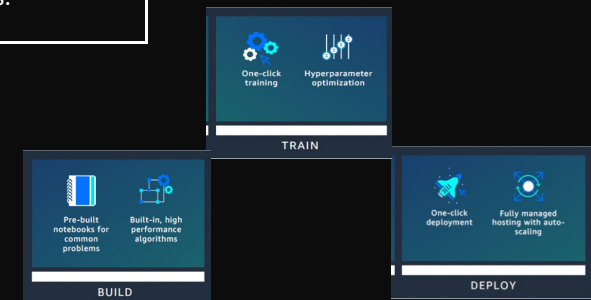 s.
One-click
training
Hyperparameter
optimization
TRAIN
Pre-built
notebooks for
common
problems
Built-in, high
performance
algorithms
BUILD
One-click
deployment
Fully managed
hosting with auto-
scaling
DEPLOY